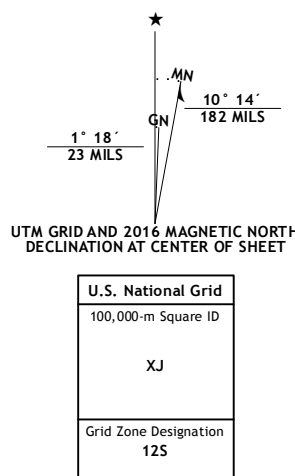 ★
MN
GN
10° 14´
182 MILS
1° 18´
23 MILS
UTM GRID AND 2016 MAGNETIC NORTH
DECLINATION AT CENTER OF SHEET
U.S. National Grid
100,000-m Square ID
XJ
Grid Zone Designation
12S